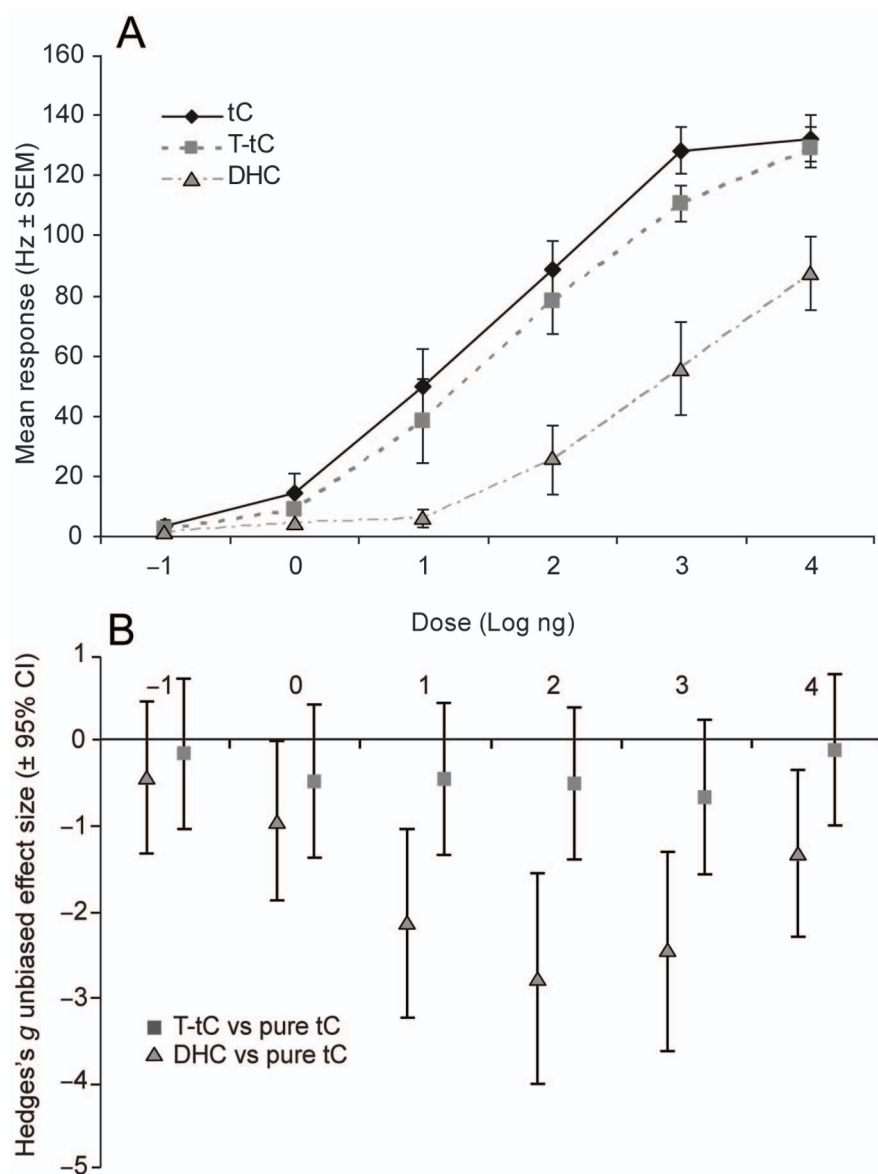 A
160
140
120
100
80
60
40
20
0
Mean response (Hz ± SEM)
tC
T-tC
DHC
–1 0 1 2 3 4
Dose (Log ng)
B
1
0
–1
–2
–3
–4
–5
Hedges's g unbiased effect size (± 95% CI)
–1 0 1 2 3 4
T-tC vs pure tC
DHC vs pure tC